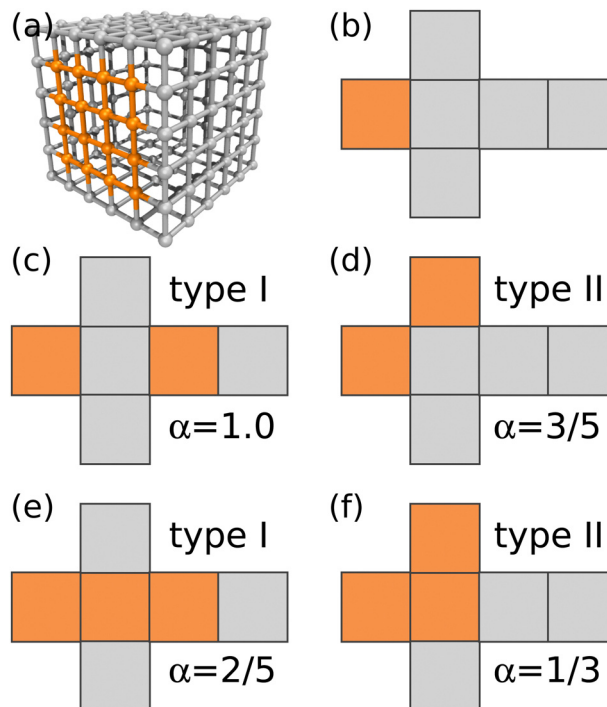 (a)
(b)
(c)
type I
α=1.0
(d)
type II
α=3/5
(e)
type I
α=2/5
(f)
type II
α=1/3